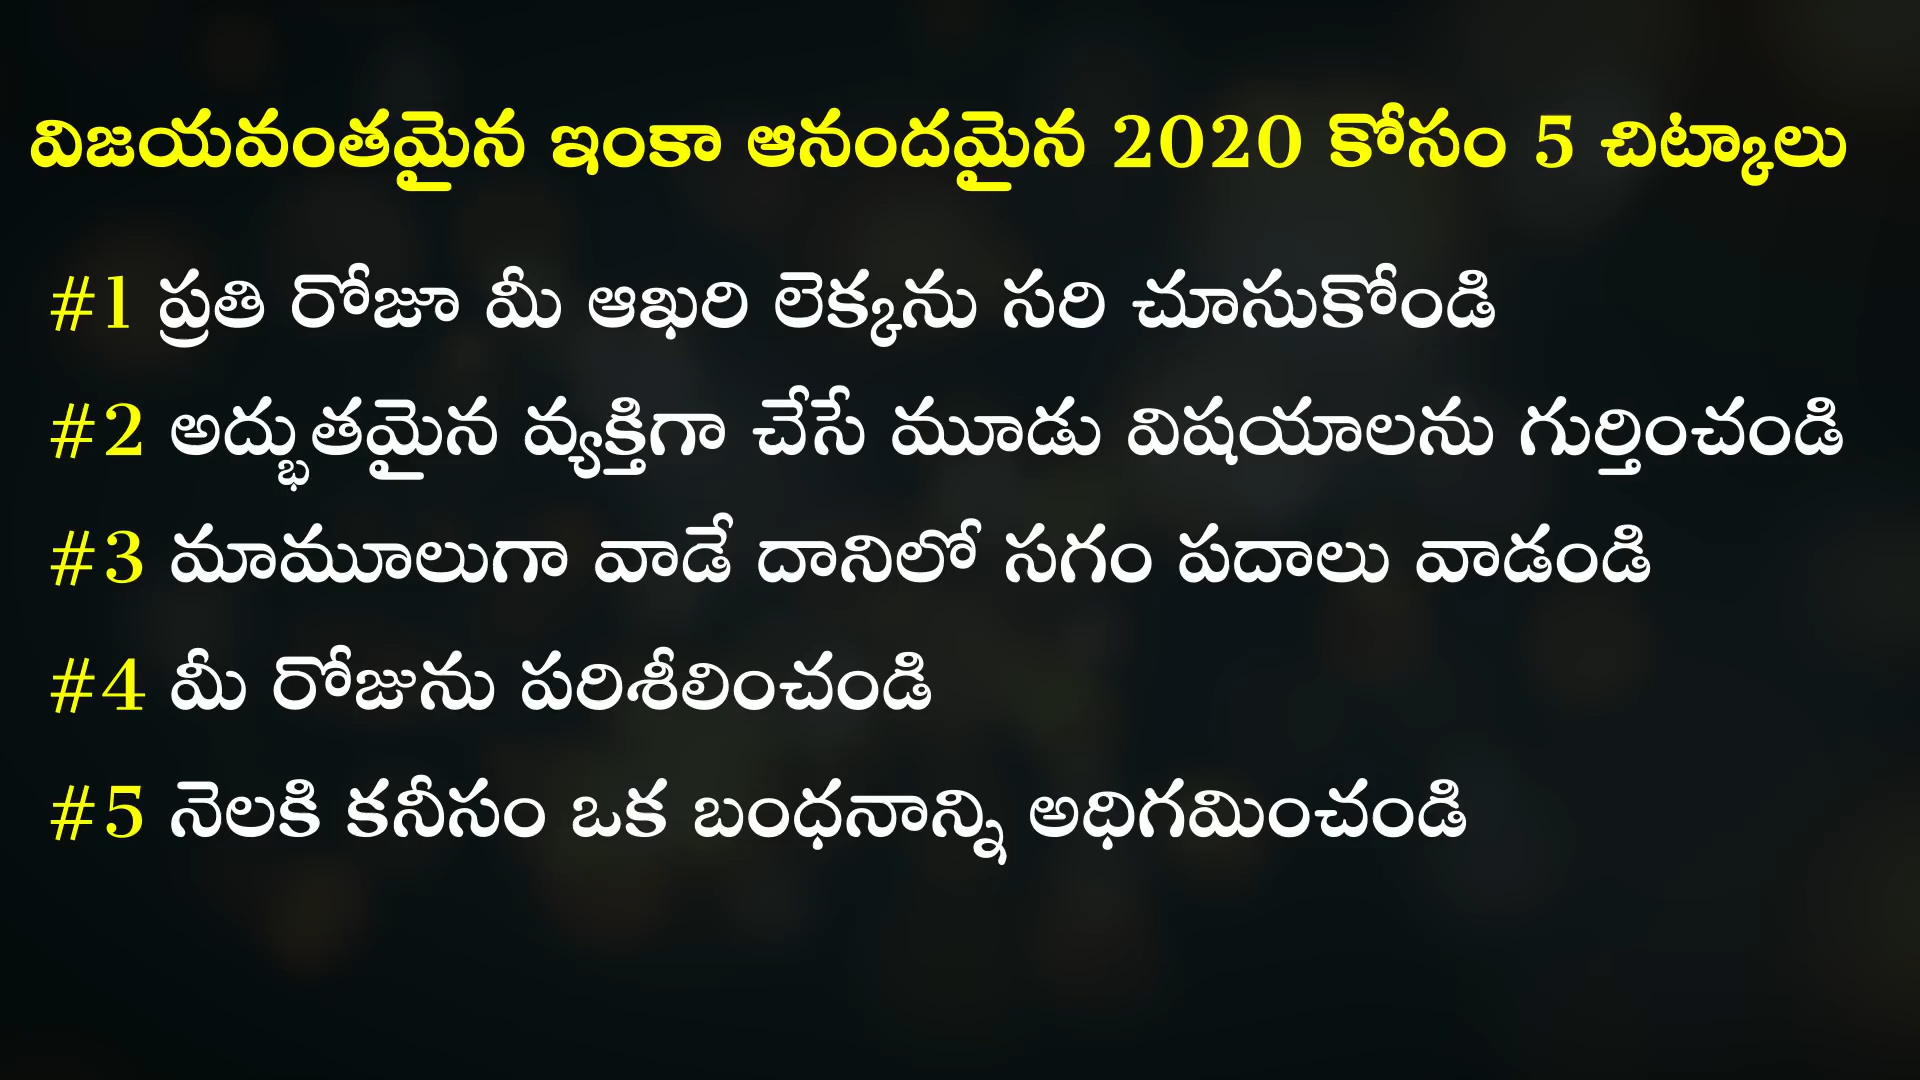 విజయవంతమైన ఇంకా ఆనందమైన 2020 కోసం 5 చిట్కాలు
#1 ప్రతి రోజూ మీ ఆఖరి లెక్కను సరి చూసుకోండి
#2 అద్భుతమైన వ్యక్తిగా చేసే మూడు విషయాలను గుర్తించండి
#3 మామూలుగా వాడే దానిలో సగం పదాలు వాడండి
#4 మీ రోజును పరిశీలించండి
#5 నెలకి కనీసం ఒక బంధనాన్ని అధిగమించండి